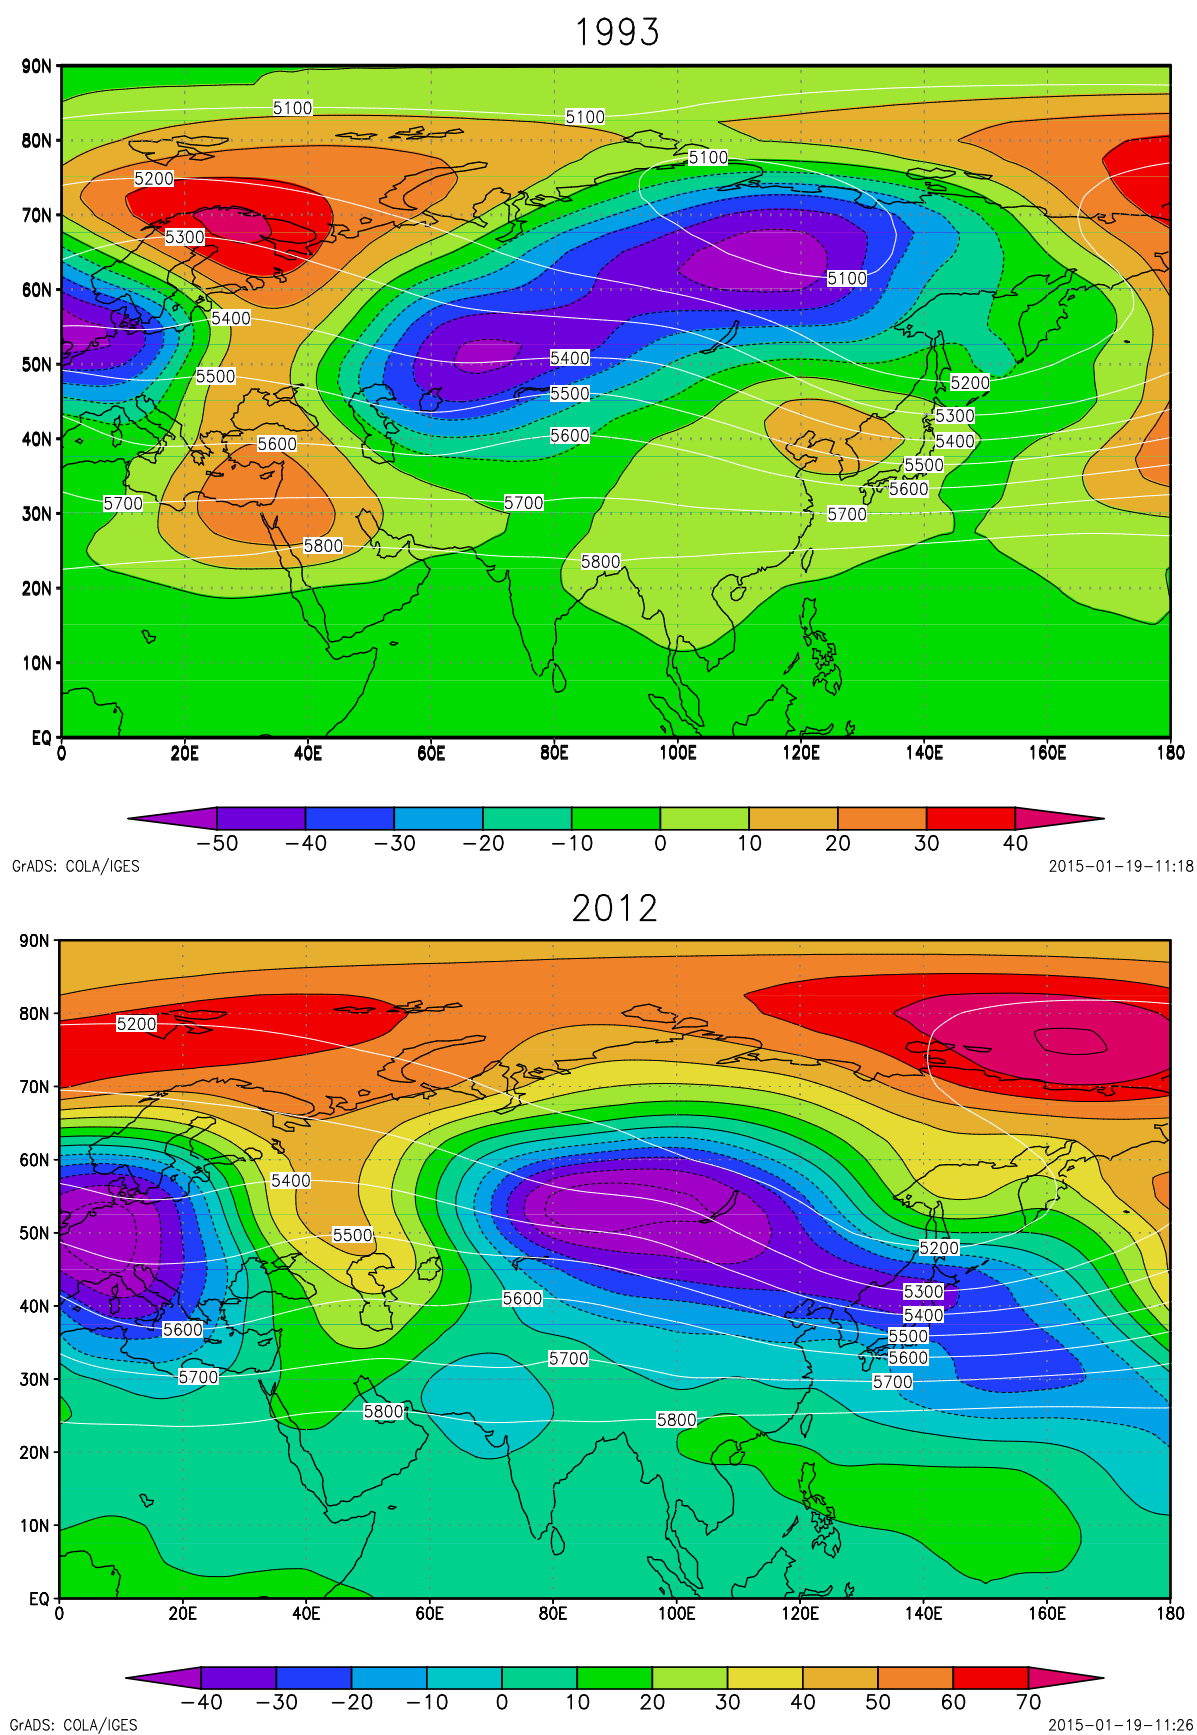 1993
90N
5100
5100
80N
5100
5200
70N
5300
60N
5100
5400
50N
5400
5500
5200
5500
5300
40N
5600
5600
5400
5500
5600
5700
5700
30N
5700
5800
5800
20N
10N
EQ
0 20E 40E 60E 80E 100E 120E 140E 160E 180
-50 -40 -30 -20 -10 0 10 20 30 40
GrADS: COLA/IGES 2015-01-19-11:18
2012
90N
80N
5200
70N
60N
5400
50N
5500
5200
5300
5600
40N
5400
5600
5500
5700
5600
5700
30N
5700
5800
5800
20N
10N
EQ
0 20E 40E 60E 80E 100E 120E 140E 160E 180
-40 -30 -20 -10 0 10 20 30 40 50 60 70
GrADS: COLA/IGES 2015-01-19-11:26